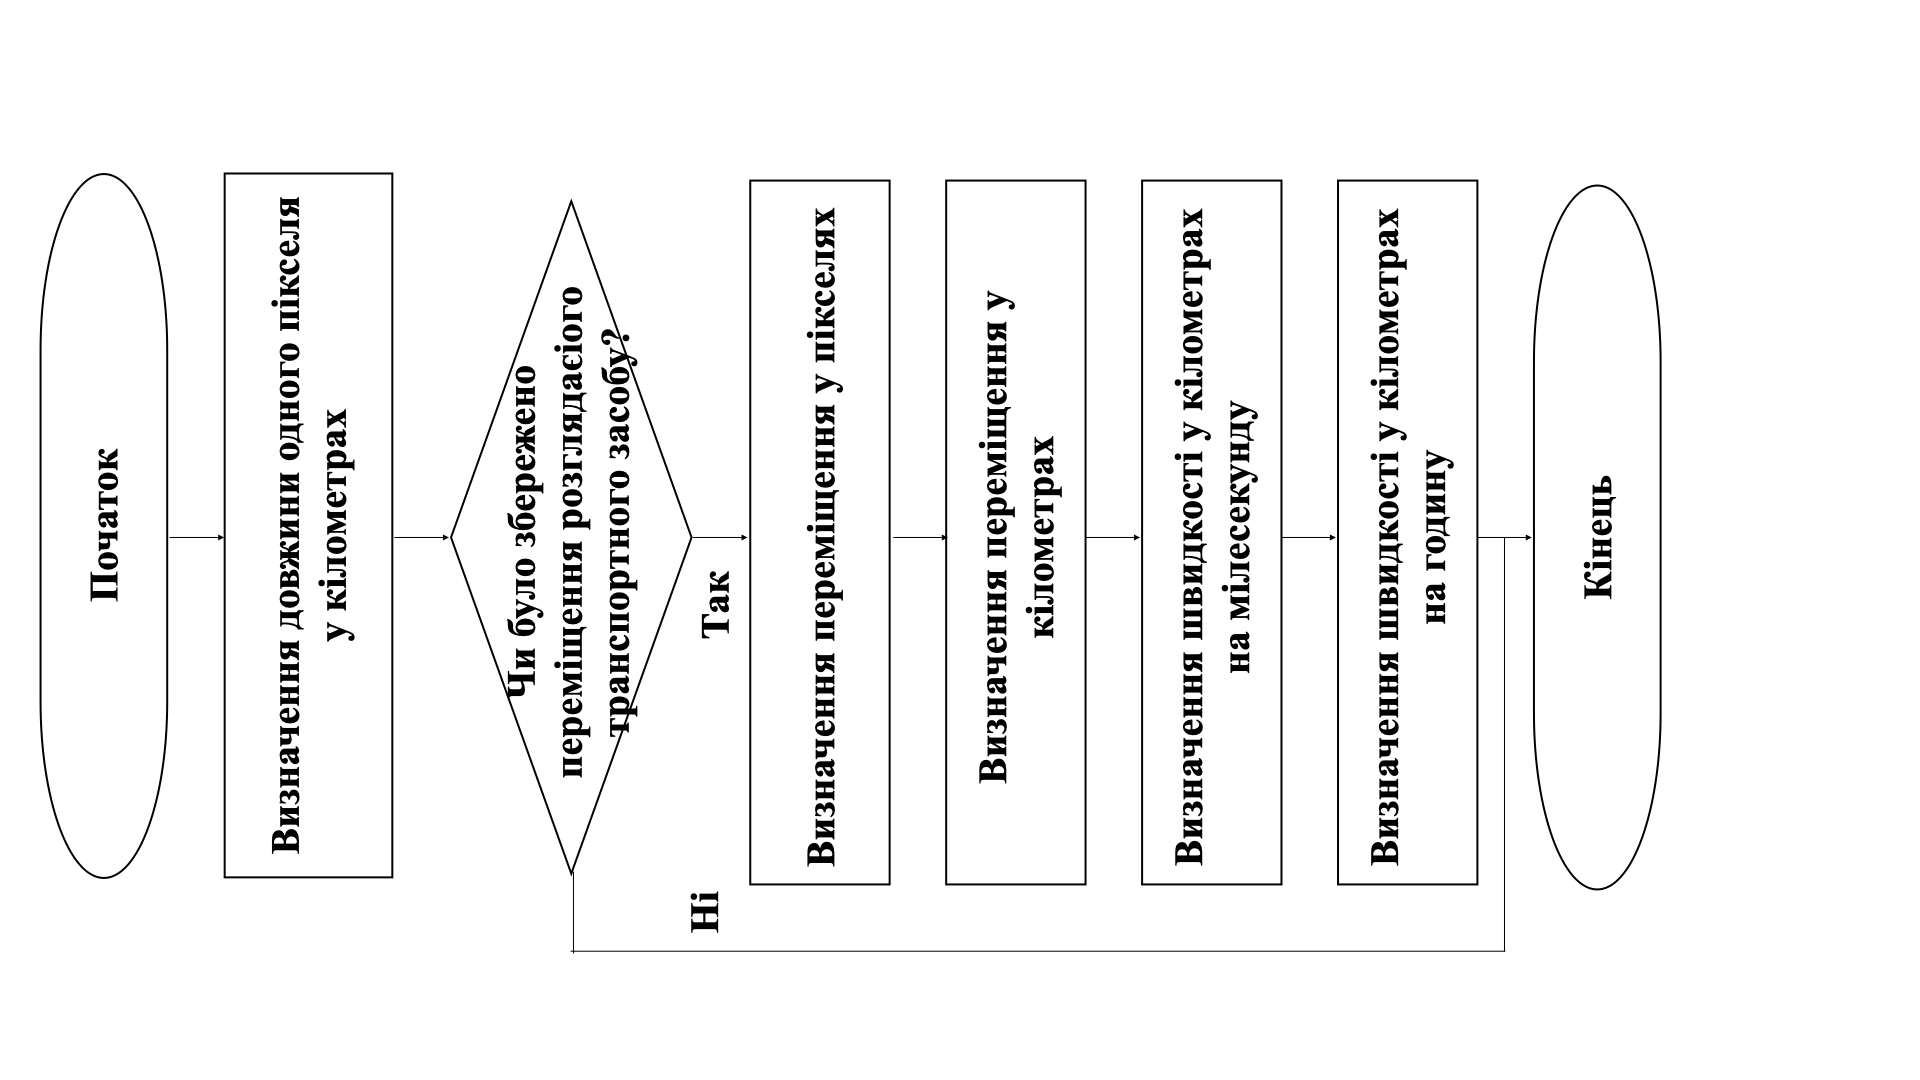 Початок
Визначення довжини одного пікселя
у кілометрах
Чи було збережено
переміщення розглядаєіого
транспортного засобу?
Так
Ні
Визначення переміщення у пікселях
Визначення переміщення у
кілометрах
Визначення швидкості у кілометрах
на мілесекунду
Визначення швидкості у кілометрах
на годину
Кінець